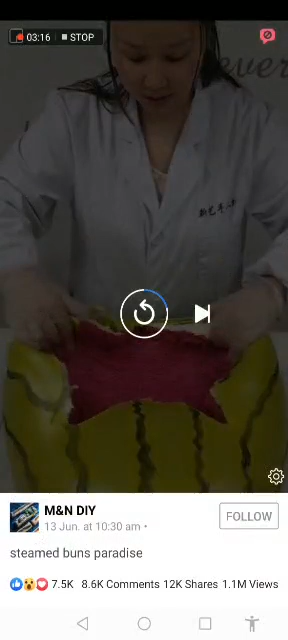 03:16 STOP
ever
M&N DIY
13 Jun. at 10:30 am •
FOLLOW
steamed buns paradise
7.5K 8.6K Comments 12K Shares 1.1M Views